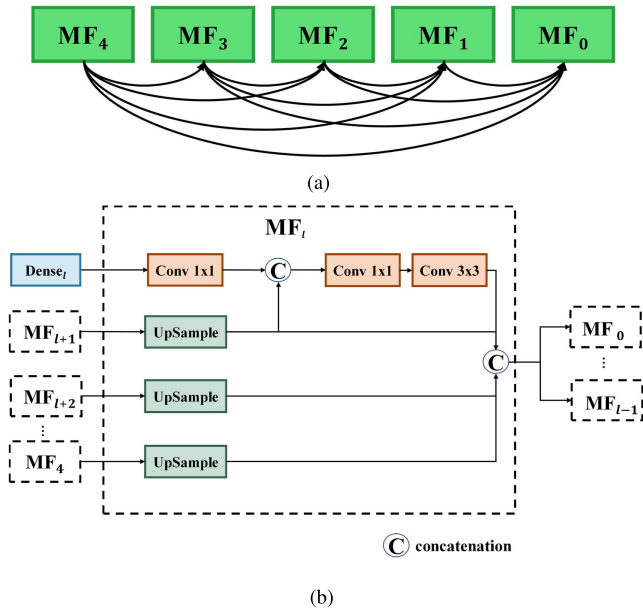 MF₄ MF₃ MF₂ MF₁ MF₀
(a)
MFₗ
Denseₗ Conv 1x1 C Conv 1x1 Conv 3x3
MFₗ₊₁ UpSample
C MF₀
MFₗ₊₂ UpSample ⋮
⋮ MFₗ₋₁
MF₄ UpSample
C concatenation
(b)